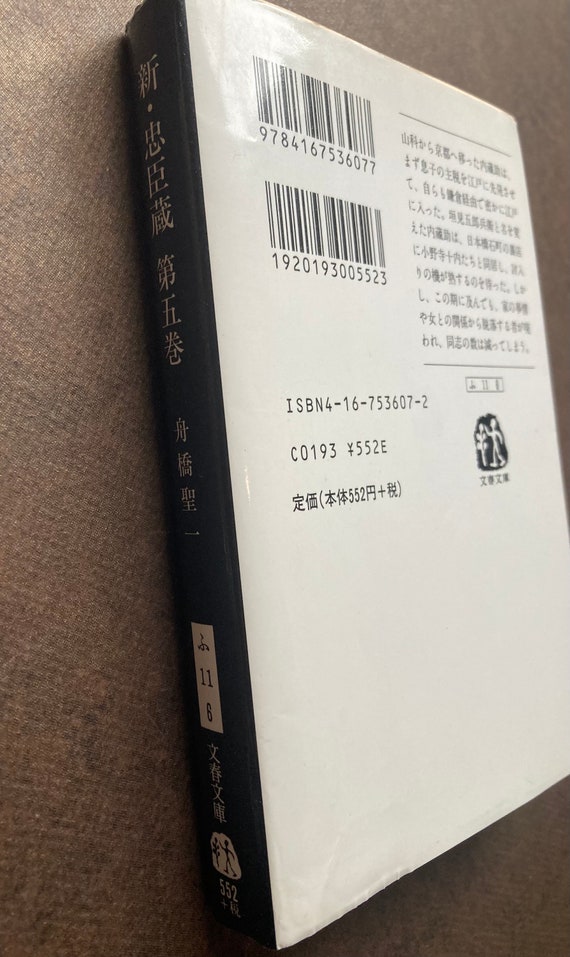 新・忠臣蔵 第五巻
舟橋聖一
ふ
11
6
文春文庫
552
+税
9784167536077
1920193005523
山科から京都へ移った内蔵助は、
まず息子の主税を江戸に先発させ
て、自らも鎌倉経由で密かに江戸
に入った。垣見五郎兵衛と名を変
えた内蔵助は、日本橋石町の裏店
に小野寺十内たちと同居し、討入
りの機が熟するのを待った。しか
し、この期に及んでも、家の事情
や女との関係から脱落する者が現
われ、同志の数は減ってしまう。
ISBN4-16-753607-2
C0193 ¥552E
定価(本体552円+税)
ふ 11 6
文春文庫